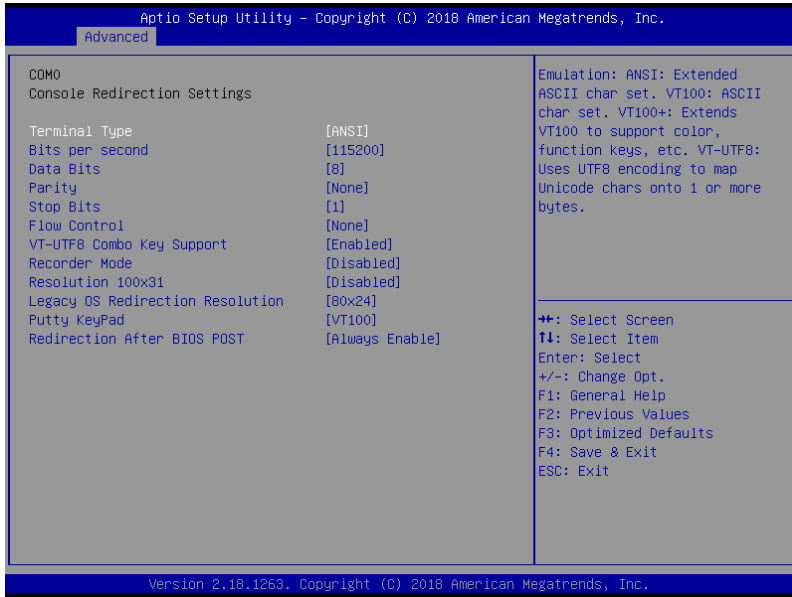 Aptio Setup Utility – Copyright (C) 2018 American Megatrends, Inc.
Advanced
COM0
Console Redirection Settings
Terminal Type [ANSI]
Bits per second [115200]
Data Bits [8]
Parity [None]
Stop Bits [1]
Flow Control [None]
VT-UTF8 Combo Key Support [Enabled]
Recorder Mode [Disabled]
Resolution 100x31 [Disabled]
Legacy OS Redirection Resolution [80x24]
Putty KeyPad [VT100]
Redirection After BIOS POST [Always Enable]
Emulation: ANSI: Extended
ASCII char set. VT100: ASCII
char set. VT100+: Extends
VT100 to support color,
function keys, etc. VT-UTF8:
Uses UTF8 encoding to map
Unicode chars onto 1 or more
bytes.
→←: Select Screen
↑↓: Select Item
Enter: Select
+/-: Change Opt.
F1: General Help
F2: Previous Values
F3: Optimized Defaults
F4: Save & Exit
ESC: Exit
Version 2.18.1263. Copyright (C) 2018 American Megatrends, Inc.